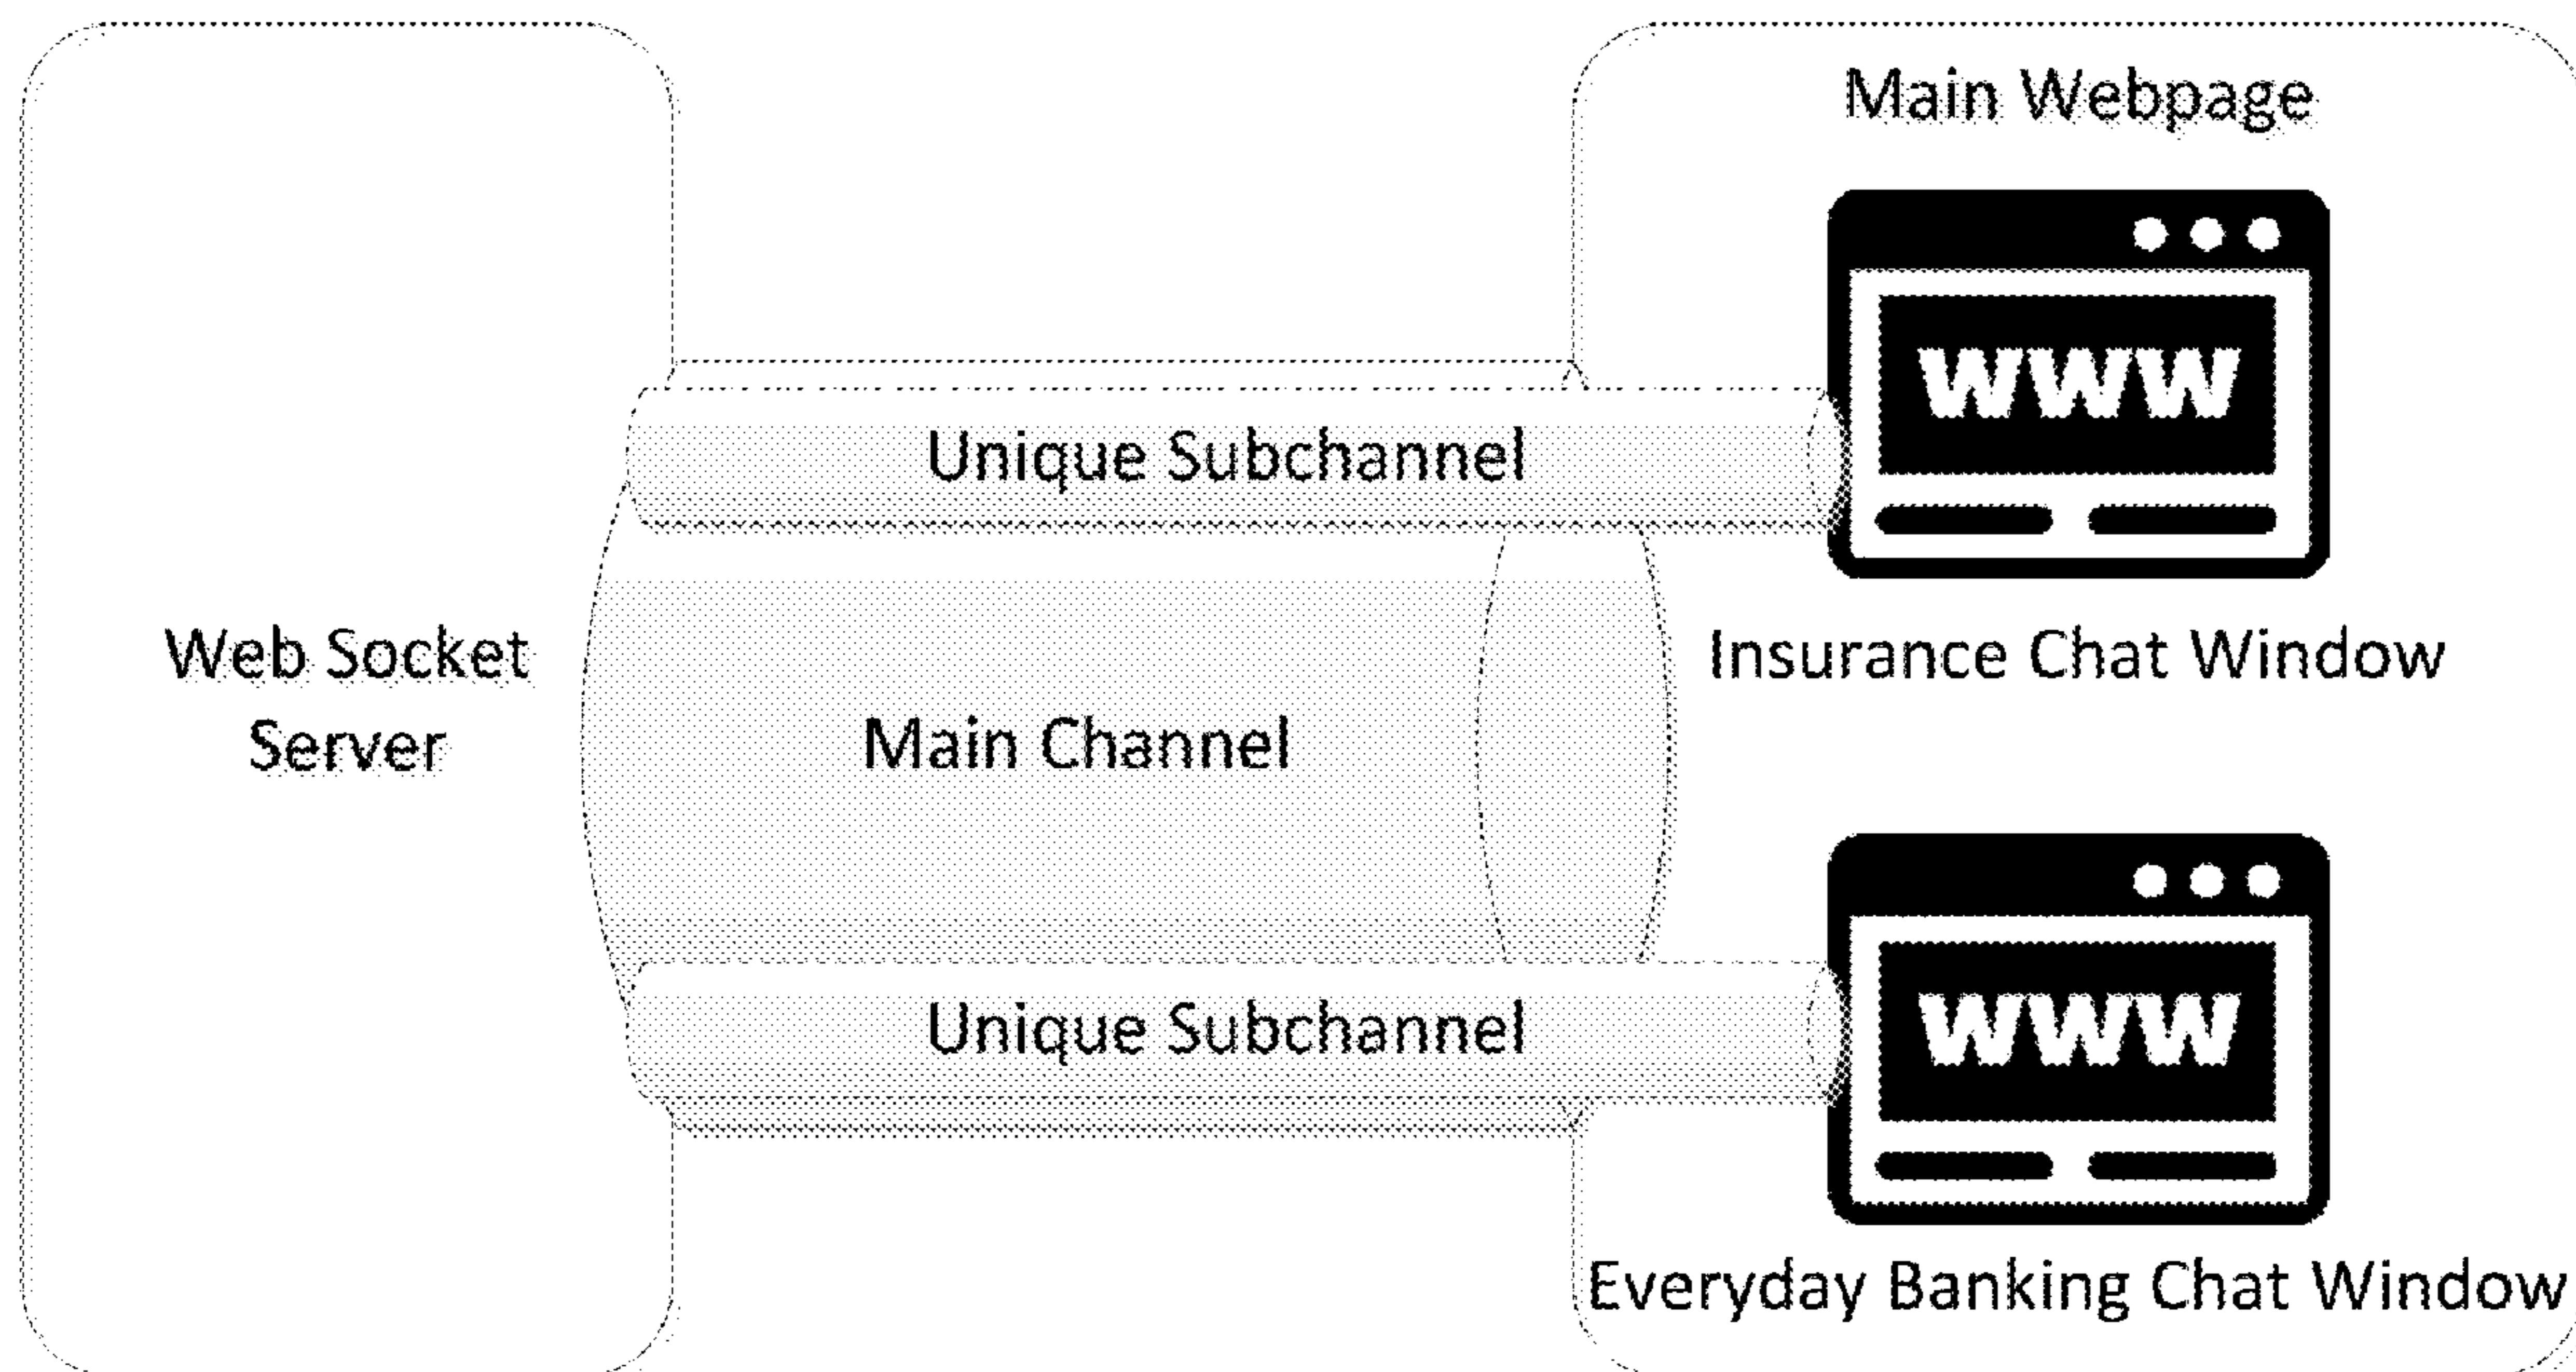 Main Webpage
WWW
Unique Subchannel
Insurance Chat Window
Web Socket
Server
Main Channel
WWW
Unique Subchannel
Everyday Banking Chat Window